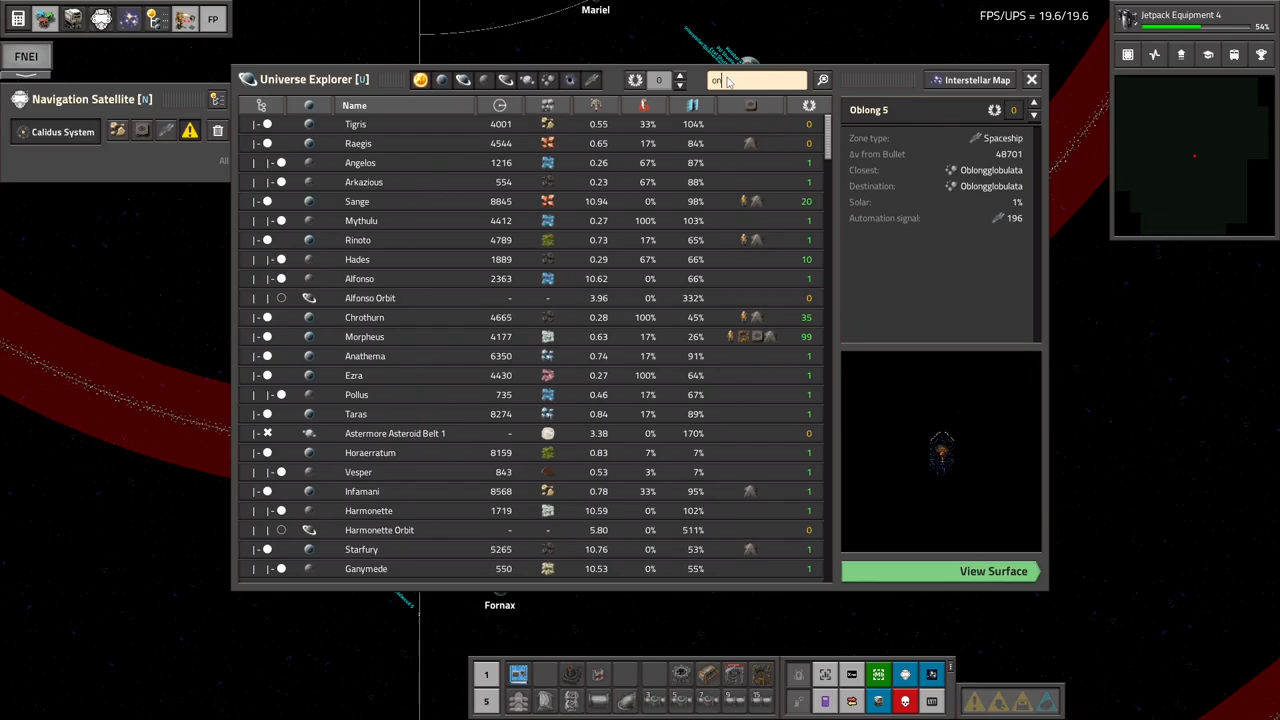 Mariel
FPS/UPS = 19.6/19.6
Jetpack Equipment 4
54%
FP
FNEI
Navigation Satellite [N]
Calidus System
All
Universe Explorer [U]
0
on
Interstellar Map
Name
Tigris 4001 0.55 33% 104% 0
Raegis 4544 0.65 17% 84% 0
Angelos 1216 0.26 67% 87% 1
Arkazious 554 0.23 67% 88% 1
Sange 8845 10.94 0% 98% 20
Mythulu 4412 0.27 100% 103% 1
Rinoto 4789 0.73 17% 65% 1
Hades 1889 0.29 67% 66% 10
Alfonso 2363 10.62 0% 66% 1
Alfonso Orbit - - 3.96 0% 332% 0
Chrothurn 4665 0.28 100% 45% 35
Morpheus 4177 0.63 17% 26% 99
Anathema 6350 0.74 17% 91% 1
Ezra 4430 0.27 100% 64% 1
Pollus 735 0.46 17% 67% 1
Taras 8274 0.84 17% 89% 1
Astermore Asteroid Belt 1 - 3.38 0% 170% 0
Horaerratum 8159 0.83 7% 7% 1
Vesper 843 0.53 3% 7% 1
Infamani 8568 0.78 33% 95% 1
Harmonette 1719 10.59 0% 102% 1
Harmonette Orbit - - 5.80 0% 511% 0
Starfury 5265 10.76 0% 53% 1
Ganymede 550 10.53 0% 55% 1
Oblong 5 0
Zone type: Spaceship
Δv from Bullet 48701
Closest: Oblongglobulata
Destination: Oblongglobulata
Solar: 1%
Automation signal: 196
View Surface
Fornax
1
5
3 5 7 9 15